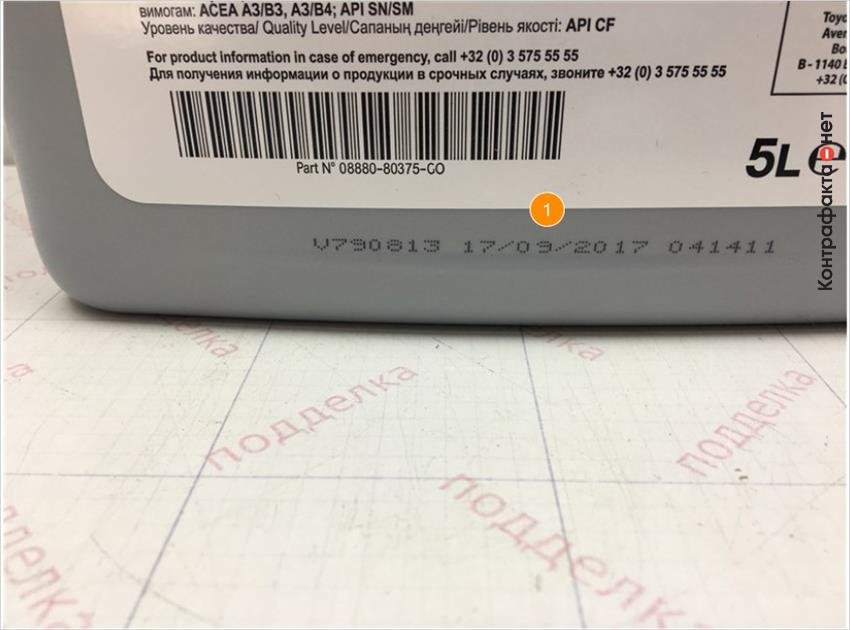 вимогам: ACEA A3/B3, A3/B4; API SN/SM
Уровень качества/ Quality Level/Сапаның деңгейі/Рівень якості: API CF
For product information in case of emergency, call +32 (0) 3 575 55 55
Для получения информации о продукции в срочных случаях, звоните +32 (0) 3 575 55 55
Part N° 08880-80375-GO
B - 1140
+32
5L e
1
V790813 17/09/2017 041411
Контрафакта нет
подделка
подделка
подделка
подделка
подделка